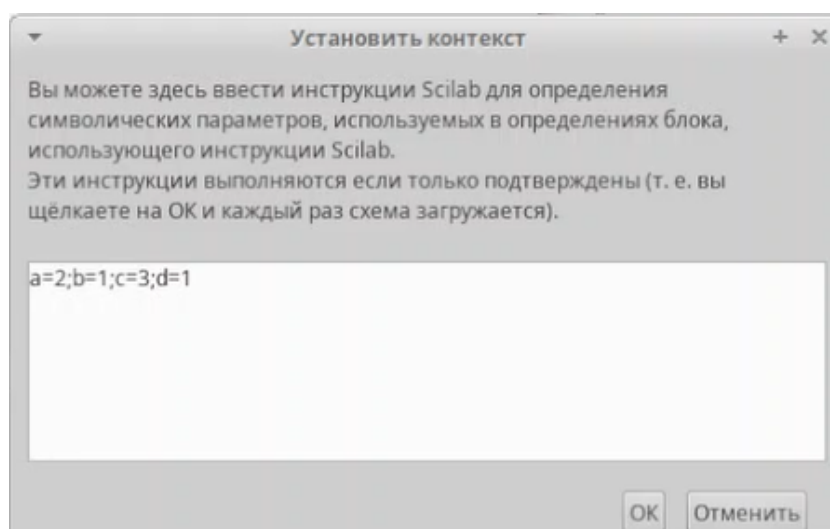 Установить контекст
Вы можете здесь ввести инструкции Scilab для определения
символических параметров, используемых в определениях блока,
использующего инструкции Scilab.
Эти инструкции выполняются если только подтверждены (т. е. вы
щёлкаете на ОК и каждый раз схема загружается).
a=2;b=1;c=3;d=1
ОК Отменить